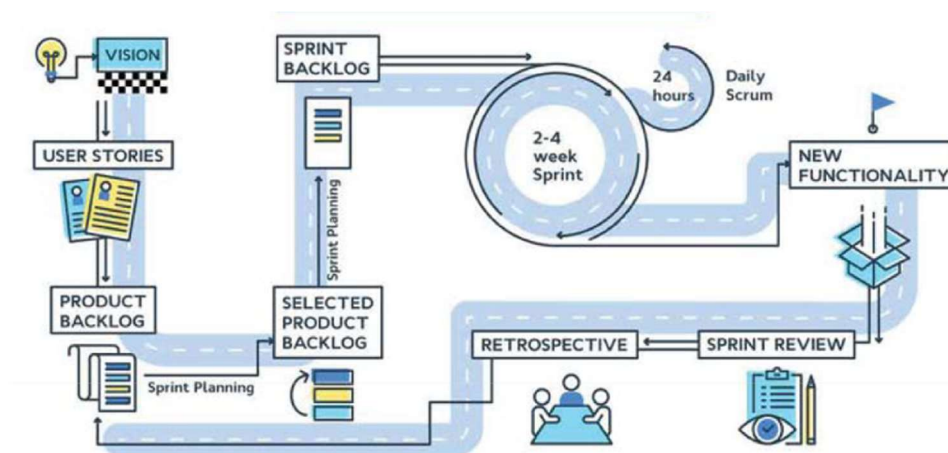 VISION
USER STORIES
PRODUCT
BACKLOG
Sprint Planning
SELECTED
PRODUCT
BACKLOG
Sprint Planning
SPRINT
BACKLOG
2-4
week
Sprint
24
hours
Daily
Scrum
NEW
FUNCTIONALITY
SPRINT REVIEW
RETROSPECTIVE